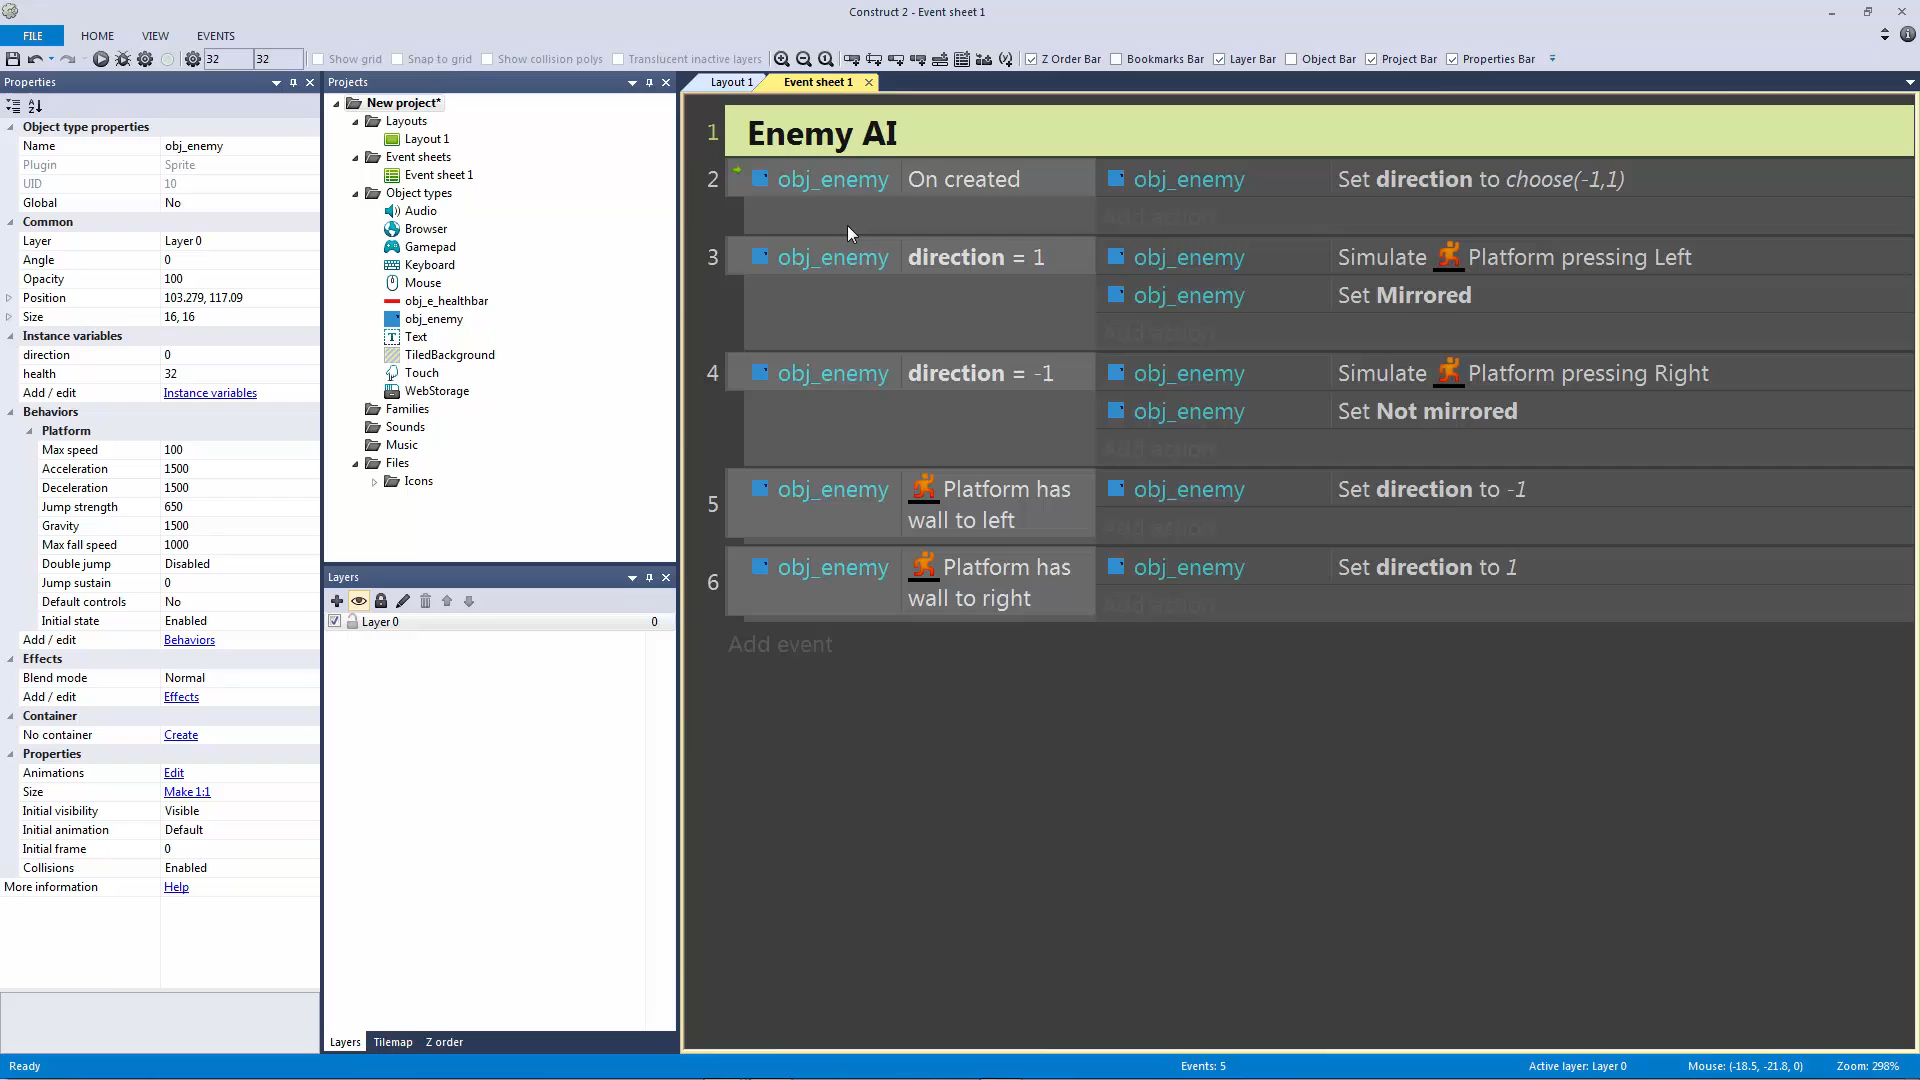 Construct 2 - Event sheet 1
FILE HOME VIEW EVENTS
32 32 Show grid Snap to grid Show collision polys Translucent inactive layers Z Order Bar Bookmarks Bar Layer Bar Object Bar Project Bar Properties Bar
Properties
Object type properties
Name obj_enemy
Plugin Sprite
UID 10
Global No
Common
Layer Layer 0
Angle 0
Opacity 100
Position 103.279, 117.09
Size 16, 16
Instance variables
direction 0
health 32
Add / edit Instance variables
Behaviors
Platform
Max speed 100
Acceleration 1500
Deceleration 1500
Jump strength 650
Gravity 1500
Max fall speed 1000
Double jump Disabled
Jump sustain 0
Default controls No
Initial state Enabled
Add / edit Behaviors
Effects
Blend mode Normal
Add / edit Effects
Container
No container Create
Properties
Animations Edit
Size Make 1:1
Initial visibility Visible
Initial animation Default
Initial frame 0
Collisions Enabled
More information Help
Projects
New project*
Layouts
Layout 1
Event sheets
Event sheet 1
Object types
Audio
Browser
Gamepad
Keyboard
Mouse
obj_e_healthbar
obj_enemy
Text
TiledBackground
Touch
WebStorage
Families
Sounds
Music
Files
Icons
Layers
Layer 0 0
Layers Tilemap Z order
Layout 1 Event sheet 1
1 Enemy AI
2 obj_enemy On created obj_enemy Set direction to choose(-1,1)
Add action
3 obj_enemy direction = 1 obj_enemy Simulate Platform pressing Left
obj_enemy Set Mirrored
Add action
4 obj_enemy direction = -1 obj_enemy Simulate Platform pressing Right
obj_enemy Set Not mirrored
Add action
5 obj_enemy Platform has wall to left obj_enemy Set direction to -1
Add action
6 obj_enemy Platform has wall to right obj_enemy Set direction to 1
Add action
Add event
Ready Events: 5 Active layer: Layer 0 Mouse: (-18.5, -21.8, 0) Zoom: 298%